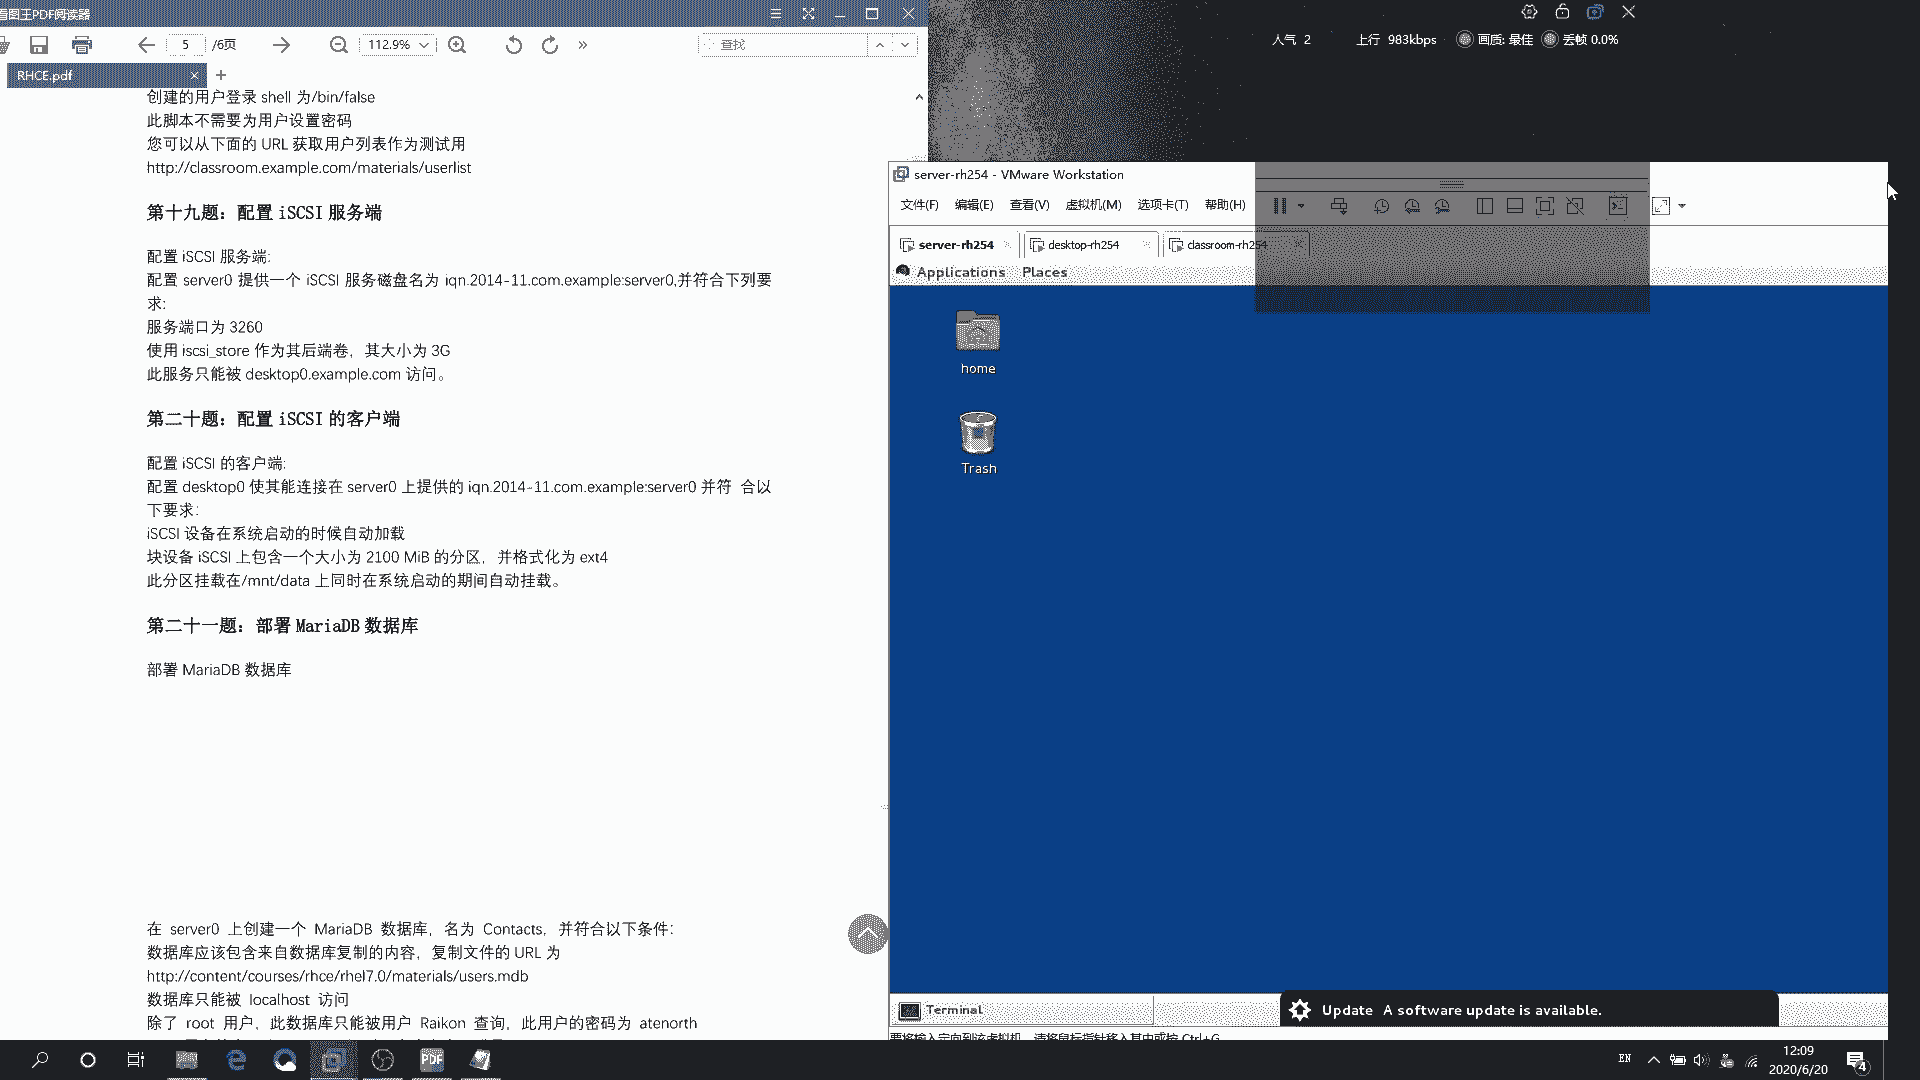 看图王PDF阅读器
5 /6页
112.9%
查找
RHCE.pdf
创建的用户登录 shell 为/bin/false
此脚本不需要为用户设置密码
您可以从下面的 URL 获取用户列表作为测试用
http://classroom.example.com/materials/userlist
第十九题：配置 iSCSI 服务端
配置 iSCSI 服务端:
配置 server0 提供一个 iSCSI 服务磁盘名为 iqn.2014-11.com.example:server0,并符合下列要
求:
服务端口为 3260
使用 iscsi_store 作为其后端卷，其大小为 3G
此服务只能被 desktop0.example.com 访问。
第二十题：配置 iSCSI 的客户端
配置 iSCSI 的客户端:
配置 desktop0 使其能连接在 server0 上提供的 iqn.2014-11.com.example:server0 并符 合以
下要求:
iSCSI 设备在系统启动的时候自动加载
块设备 iSCSI 上包含一个大小为 2100 MiB 的分区，并格式化为 ext4
此分区挂载在/mnt/data 上同时在系统启动的期间自动挂载。
第二十一题：部署 MariaDB 数据库
部署 MariaDB 数据库
在 server0 上创建一个 MariaDB 数据库，名为 Contacts，并符合以下条件:
数据库应该包含来自数据库复制的内容，复制文件的 URL 为
http://content/courses/rhce/rhel7.0/materials/users.mdb
数据库只能被 localhost 访问
除了 root 用户，此数据库只能被用户 Raikon 查询，此用户的密码为 atenorth
人气 2 上行 983kbps 画质: 最佳 丢帧 0.0%
server-rh254 - VMware Workstation
文件(F) 编辑(E) 查看(V) 虚拟机(M) 选项卡(T) 帮助(H)
server-rh254 desktop-rh254 classroom-rh254
Applications Places
home
Trash
Terminal
Update A software update is available.
要将输入定向到该虚拟机，请将鼠标指针移入其中或按 Ctrl+G
EN
12:09
2020/6/20
4